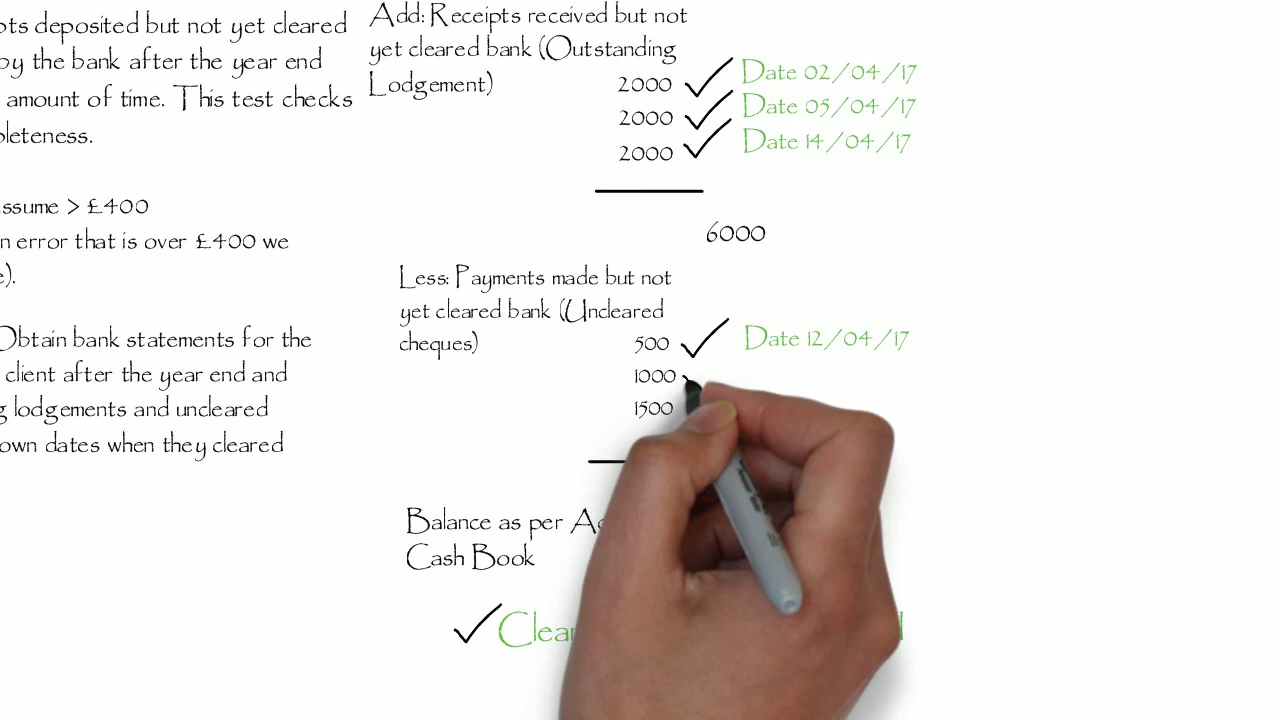 ots deposited but not yet cleared
by the bank after the year end
amount of time. This test checks
pleteness.
ssume > £400
n error that is over £400 we
e).
Obtain bank statements for the
client after the year end and
g lodgements and uncleared
own dates when they cleared
Add: Receipts received but not
yet cleared bank (Outstanding
Lodgement)
2000 Date 02/04/17
2000 Date 05/04/17
2000 Date 14/04/17
6000
Less: Payments made but not
yet cleared bank (Uncleared
cheques)
500 Date 12/04/17
1000
1500
Balance as per A
Cash Book
Clea